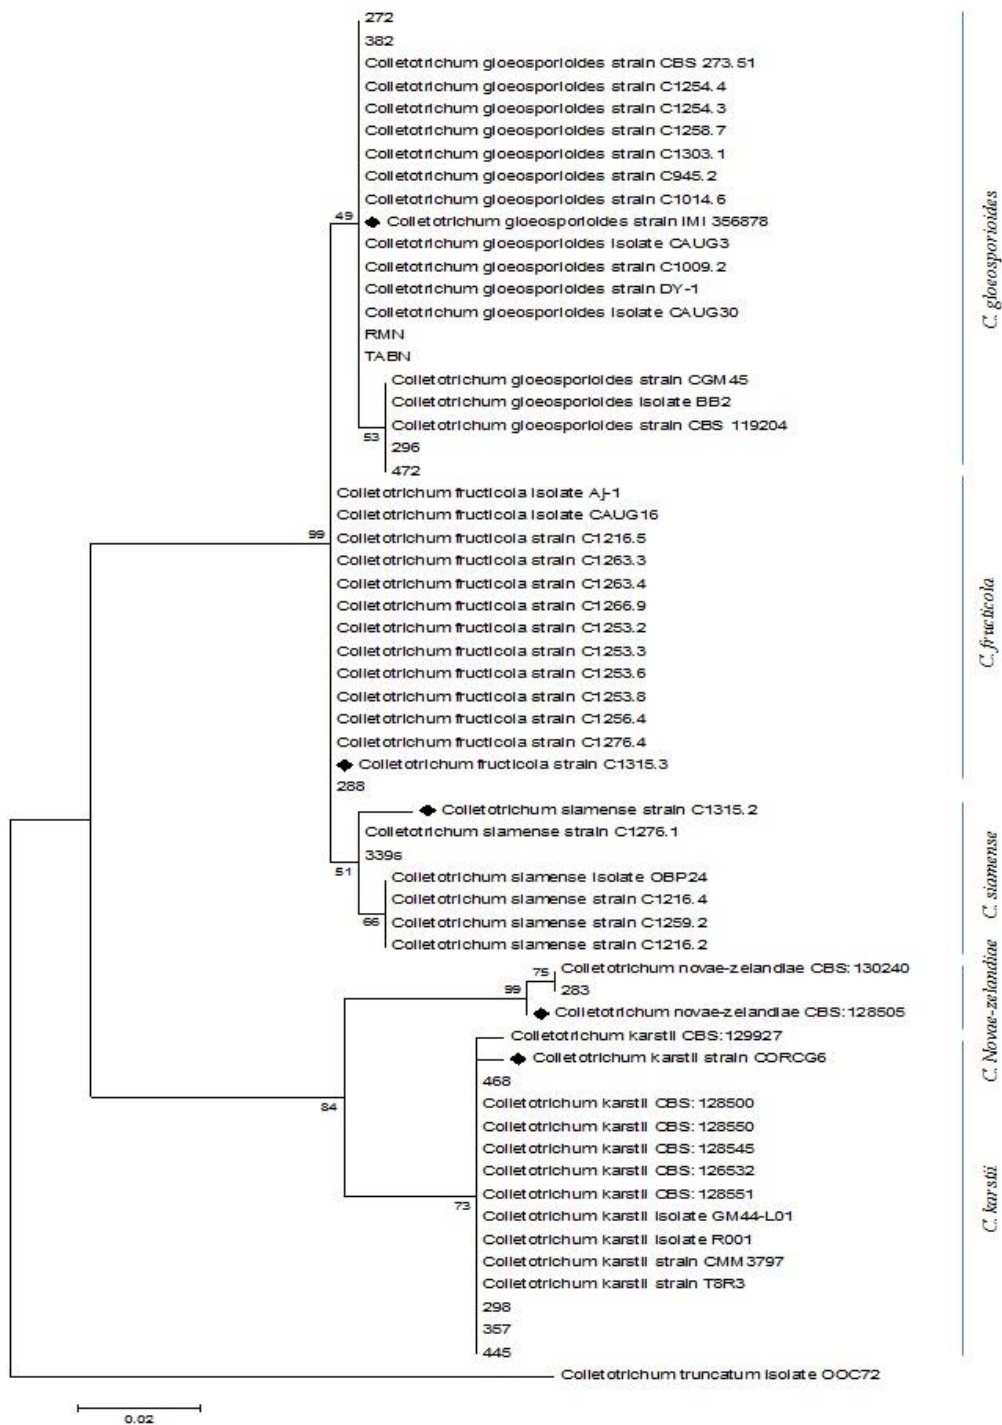 272
382
Colletotrichum gloeosporioides strain CBS 273.51
Colletotrichum gloeosporioides strain C1254.4
Colletotrichum gloeosporioides strain C1254.3
Colletotrichum gloeosporioides strain C1258.7
Colletotrichum gloeosporioides strain C1303.1
Colletotrichum gloeosporioides strain C945.2
Colletotrichum gloeosporioides strain C1014.6
49
Colletotrichum gloeosporioides strain IMI 356878
Colletotrichum gloeosporioides isolate CAUG3
Colletotrichum gloeosporioides strain C1009.2
Colletotrichum gloeosporioides strain DY-1
Colletotrichum gloeosporioides isolate CAUG30
RMN
TABN
Colletotrichum gloeosporioides strain CGM45
Colletotrichum gloeosporioides isolate BB2
Colletotrichum gloeosporioides strain CBS 119204
53
296
472
C. gloeosporioides
Colletotrichum fructicola isolate AJ-1
Colletotrichum fructicola isolate CAUG16
99
Colletotrichum fructicola strain C1216.5
Colletotrichum fructicola strain C1263.3
Colletotrichum fructicola strain C1263.4
Colletotrichum fructicola strain C1266.9
Colletotrichum fructicola strain C1253.2
Colletotrichum fructicola strain C1253.3
Colletotrichum fructicola strain C1253.6
Colletotrichum fructicola strain C1253.8
Colletotrichum fructicola strain C1256.4
Colletotrichum fructicola strain C1276.4
Colletotrichum fructicola strain C1315.3
288
C. fructicola
Colletotrichum siamense strain C1315.2
Colletotrichum siamense strain C1276.1
339s
51
Colletotrichum siamense isolate OBP24
Colletotrichum siamense strain C1216.4
66
Colletotrichum siamense strain C1259.2
Colletotrichum siamense strain C1216.2
C. siamense
75
Colletotrichum novae-zelandiae CBS:130240
99
283
Colletotrichum novae-zelandiae CBS:128505
C. Novae-zelandiae
Colletotrichum karstii CBS:129927
Colletotrichum karstii strain CORCG6
468
84
Colletotrichum karstii CBS:128500
Colletotrichum karstii CBS:128550
Colletotrichum karstii CBS:128545
Colletotrichum karstii CBS:126532
Colletotrichum karstii CBS:128551
73
Colletotrichum karstii isolate GM44-L01
Colletotrichum karstii isolate R001
Colletotrichum karstii strain CMM3797
Colletotrichum karstii strain T8R3
298
357
445
C. karstii
Colletotrichum truncatum isolate OOC72
0.02